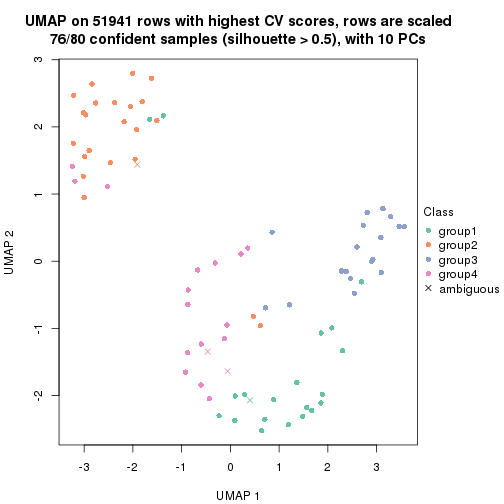 UMAP on 51941 rows with highest CV scores, rows are scaled
76/80 confident samples (silhouette > 0.5), with 10 PCs
3
2
1
0
-1
-2
UMAP 2
-3
-2
-1
0
1
2
3
UMAP 1
Class
group1
group2
group3
group4
ambiguous